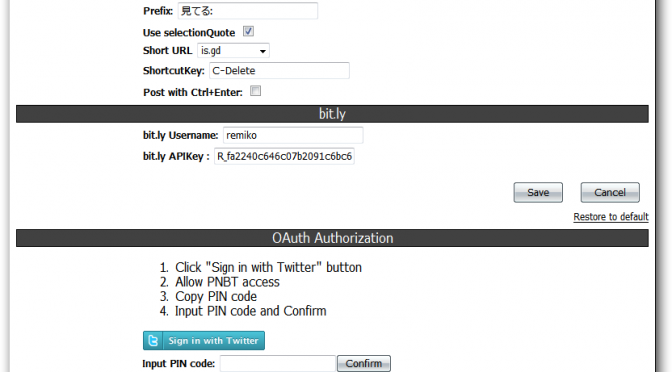 Prefix: 見てる:
Use selectionQuote
Short URL is.gd
ShortcutKey: C-Delete
Post with Ctrl+Enter:
bit.ly
bit.ly Username: remiko
bit.ly APIKey : R_fa2240c646c07b2091c6bc6
Save Cancel
Restore to default
OAuth Authorization
1. Click "Sign in with Twitter" button
2. Allow PNBT access
3. Copy PIN code
4. Input PIN code and Confirm
Sign in with Twitter
Input PIN code: Confirm